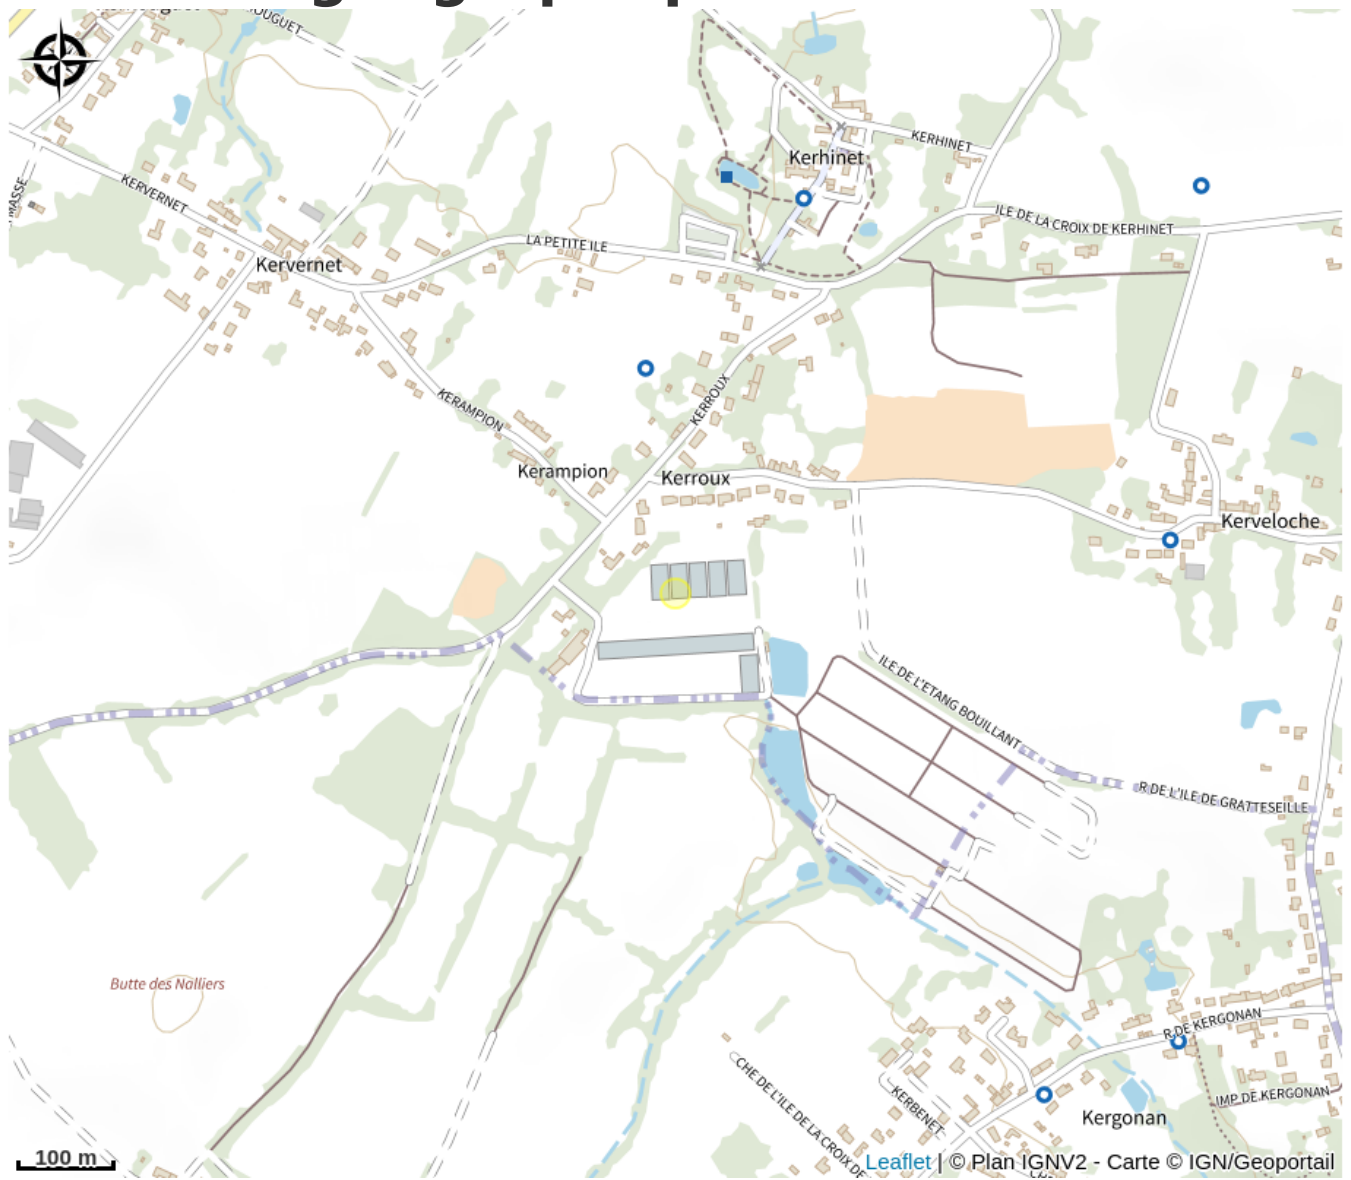 KERHINET
Kerhinet
KERVERNET
ILE DE LA CROIX DE KERHINET
LA PETITE ILE
Kervernet
KERROUX
KERAMPION
Kerampion
Kerroux
Kerveloche
ILE DE L'ETANG BOUILLANT
R DE L'ILE DE GRATTESEILLE
Butte des Nalliers
R DE KERGONAN
CHE DE L'ILE DE LA CROIX DE
KERBENET
IMP DE KERGONAN
Kergonan
100 m
Leaflet | © Plan IGNV2 - Carte © IGN/Geoportail